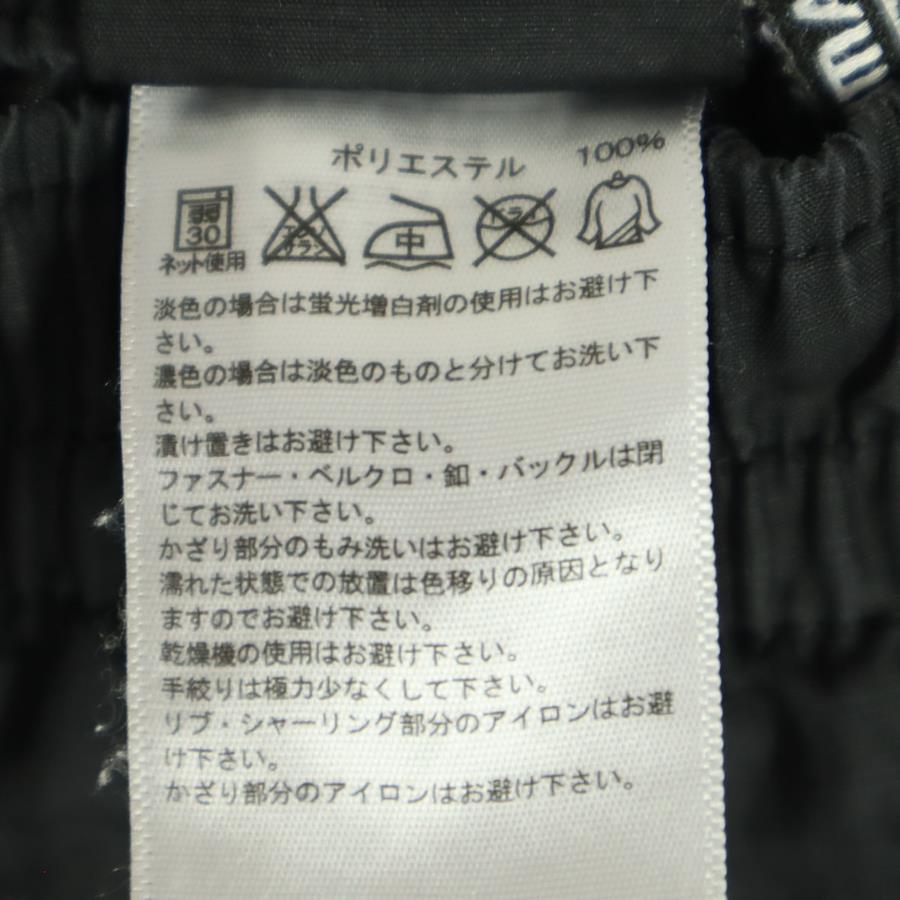 ポリエステル 100%
30 中 ドライ
ネット使用
淡色の場合は蛍光増白剤の使用はお避け下
さい。
濃色の場合は淡色のものと分けてお洗い下
さい。
漬け置きはお避け下さい。
ファスナー・ベルクロ・釦・バックルは閉
じてお洗い下さい。
かざり部分のもみ洗いはお避け下さい。
濡れた状態での放置は色移りの原因となり
ますのでお避け下さい。
乾燥機の使用はお避け下さい。
手絞りは極力少なくして下さい。
リブ・シャーリング部分のアイロンはお避
け下さい。
かざり部分のアイロンはお避け下さい。